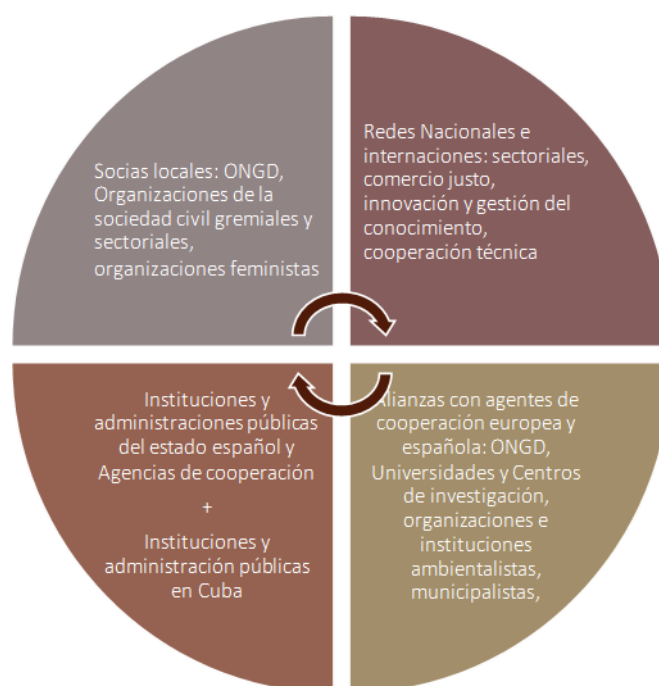 Socias locales: ONGD,
Organizaciones de la
sociedad civil gremiales y
sectoriales,
organizaciones feministas
Redes Nacionales e
internaciones: sectoriales,
comercio justo,
innovación y gestión del
conocimiento,
cooperación técnica
Instituciones y
administraciones públicas
del estado español y
Agencias de cooperación
+
Instituciones y
administración públicas
en Cuba
Alianzas con agentes de
cooperación europea y
española: ONGD,
Universidades y Centros
de investigación,
organizaciones e
instituciones
ambientalistas,
municipalistas,